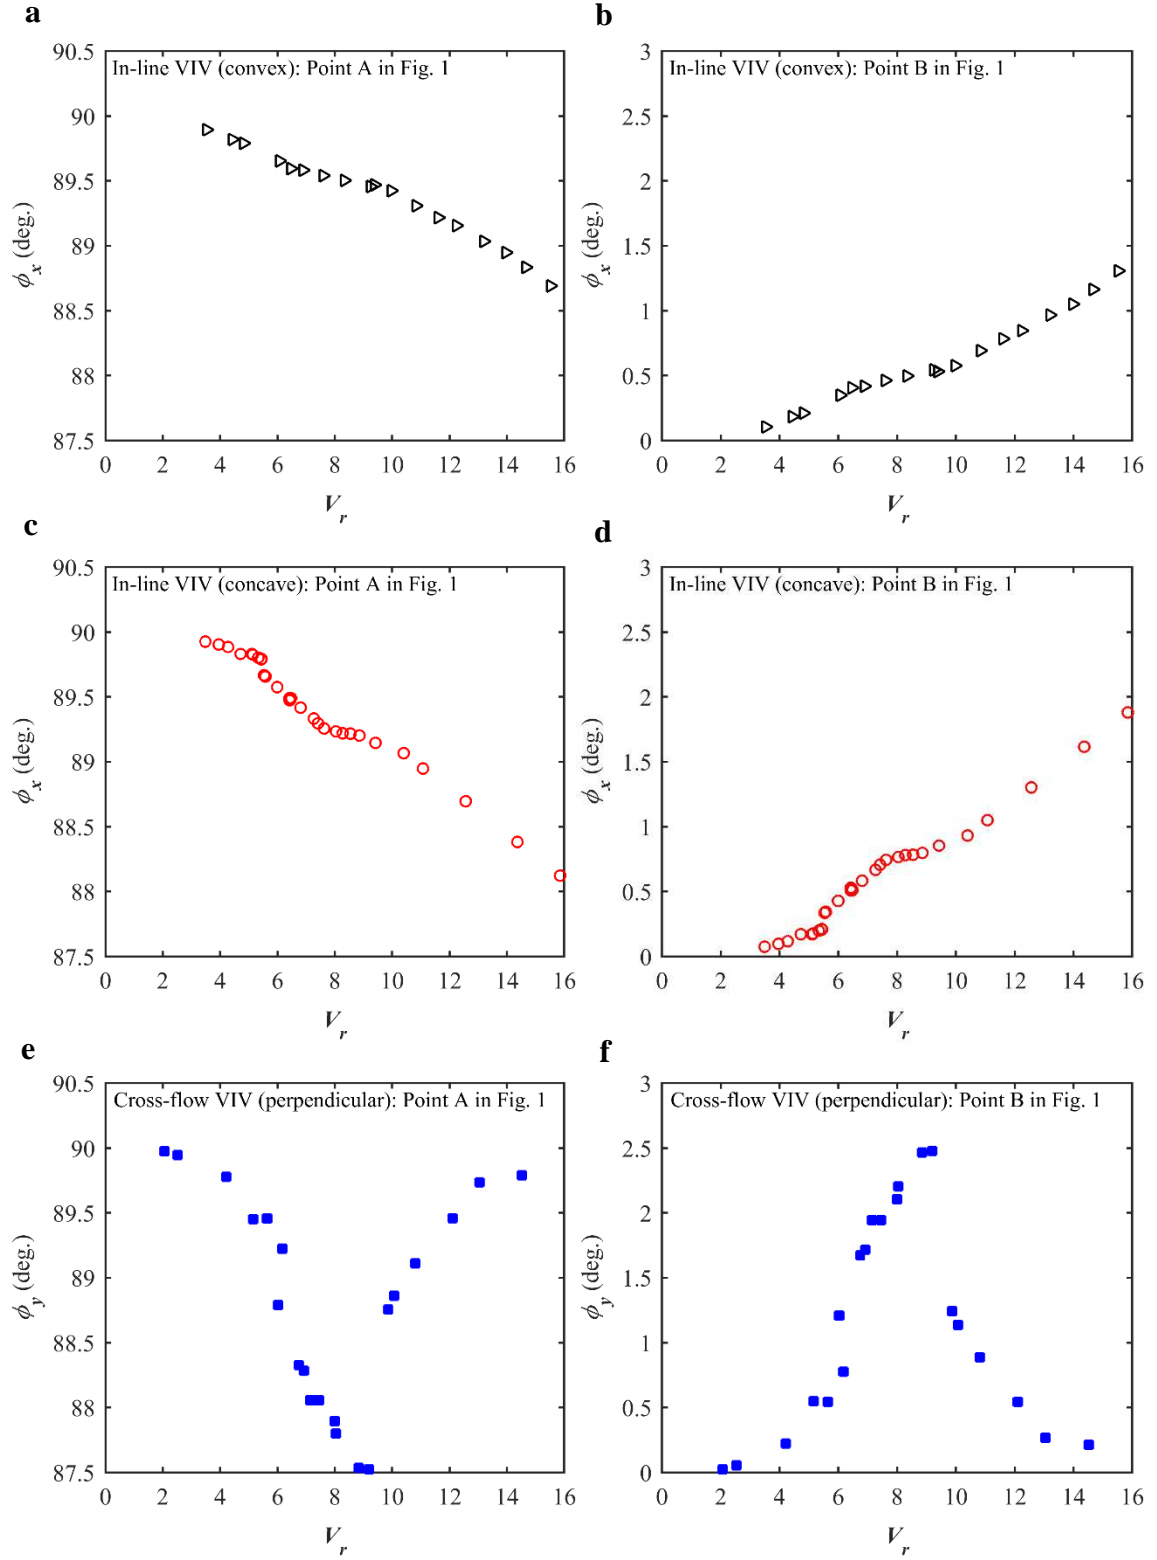 a
90.5
90
89.5
89
88.5
88
87.5
In-line VIV (convex): Point A in Fig. 1
ϕx (deg.)
0 2 4 6 8 10 12 14 16
Vr
b
3
2.5
2
1.5
1
0.5
0
In-line VIV (convex): Point B in Fig. 1
ϕx (deg.)
0 2 4 6 8 10 12 14 16
Vr
c
90.5
90
89.5
89
88.5
88
87.5
In-line VIV (concave): Point A in Fig. 1
ϕx (deg.)
0 2 4 6 8 10 12 14 16
Vr
d
3
2.5
2
1.5
1
0.5
0
In-line VIV (concave): Point B in Fig. 1
ϕx (deg.)
0 2 4 6 8 10 12 14 16
Vr
e
90.5
90
89.5
89
88.5
88
87.5
Cross-flow VIV (perpendicular): Point A in Fig. 1
ϕy (deg.)
0 2 4 6 8 10 12 14 16
Vr
f
3
2.5
2
1.5
1
0.5
0
Cross-flow VIV (perpendicular): Point B in Fig. 1
ϕy (deg.)
0 2 4 6 8 10 12 14 16
Vr